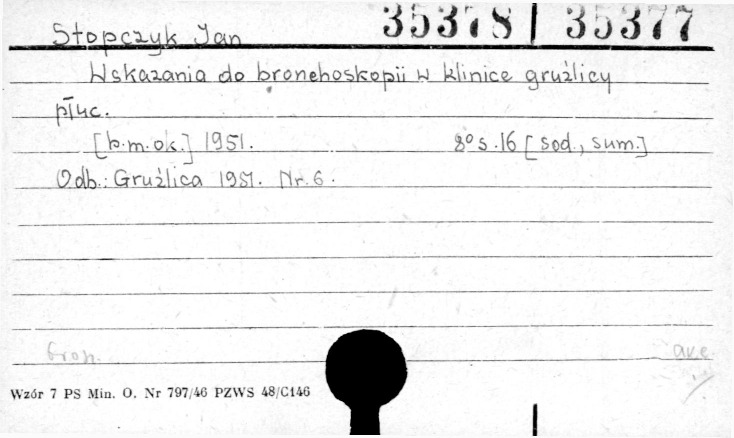 Stopczyk Jan 35378 | 35377
Wskazania do bronchoskopii w klinice gruźlicy
płuc.
[b.m.ok.] 1951. 8° s.16 [sod., sum.]
Odb.: Gruźlica 1951. Nr.6.
Wzór 7 PS Min. O. Nr 797/46 PZWS 48/C146